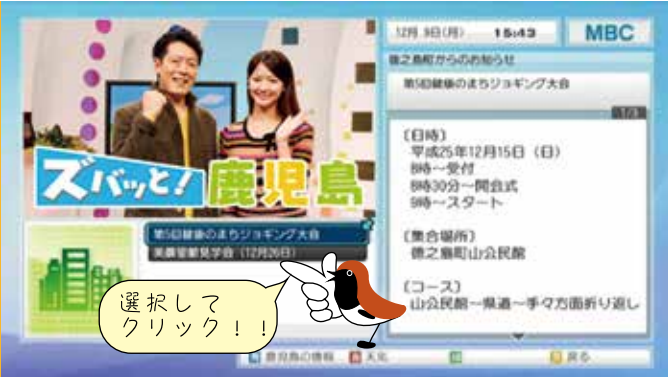 12月 9日(月) 15:43 MBC
徳之島町からのお知らせ
第5回健康のまちジョギング大会
1/3
〔日時〕
平成25年12月15日(日)
8時〜受付
8時30分〜開会式
9時〜スタート
〔集合場所〕
徳之島町山公民館
〔コース〕
山公民館〜県道〜手々方面折り返し
ズバッと!鹿児島
第5回健康のまちジョギング大会
美農里館見学会(12月26日)
選択して
クリック!!
鹿児島の情報 天気 戻る